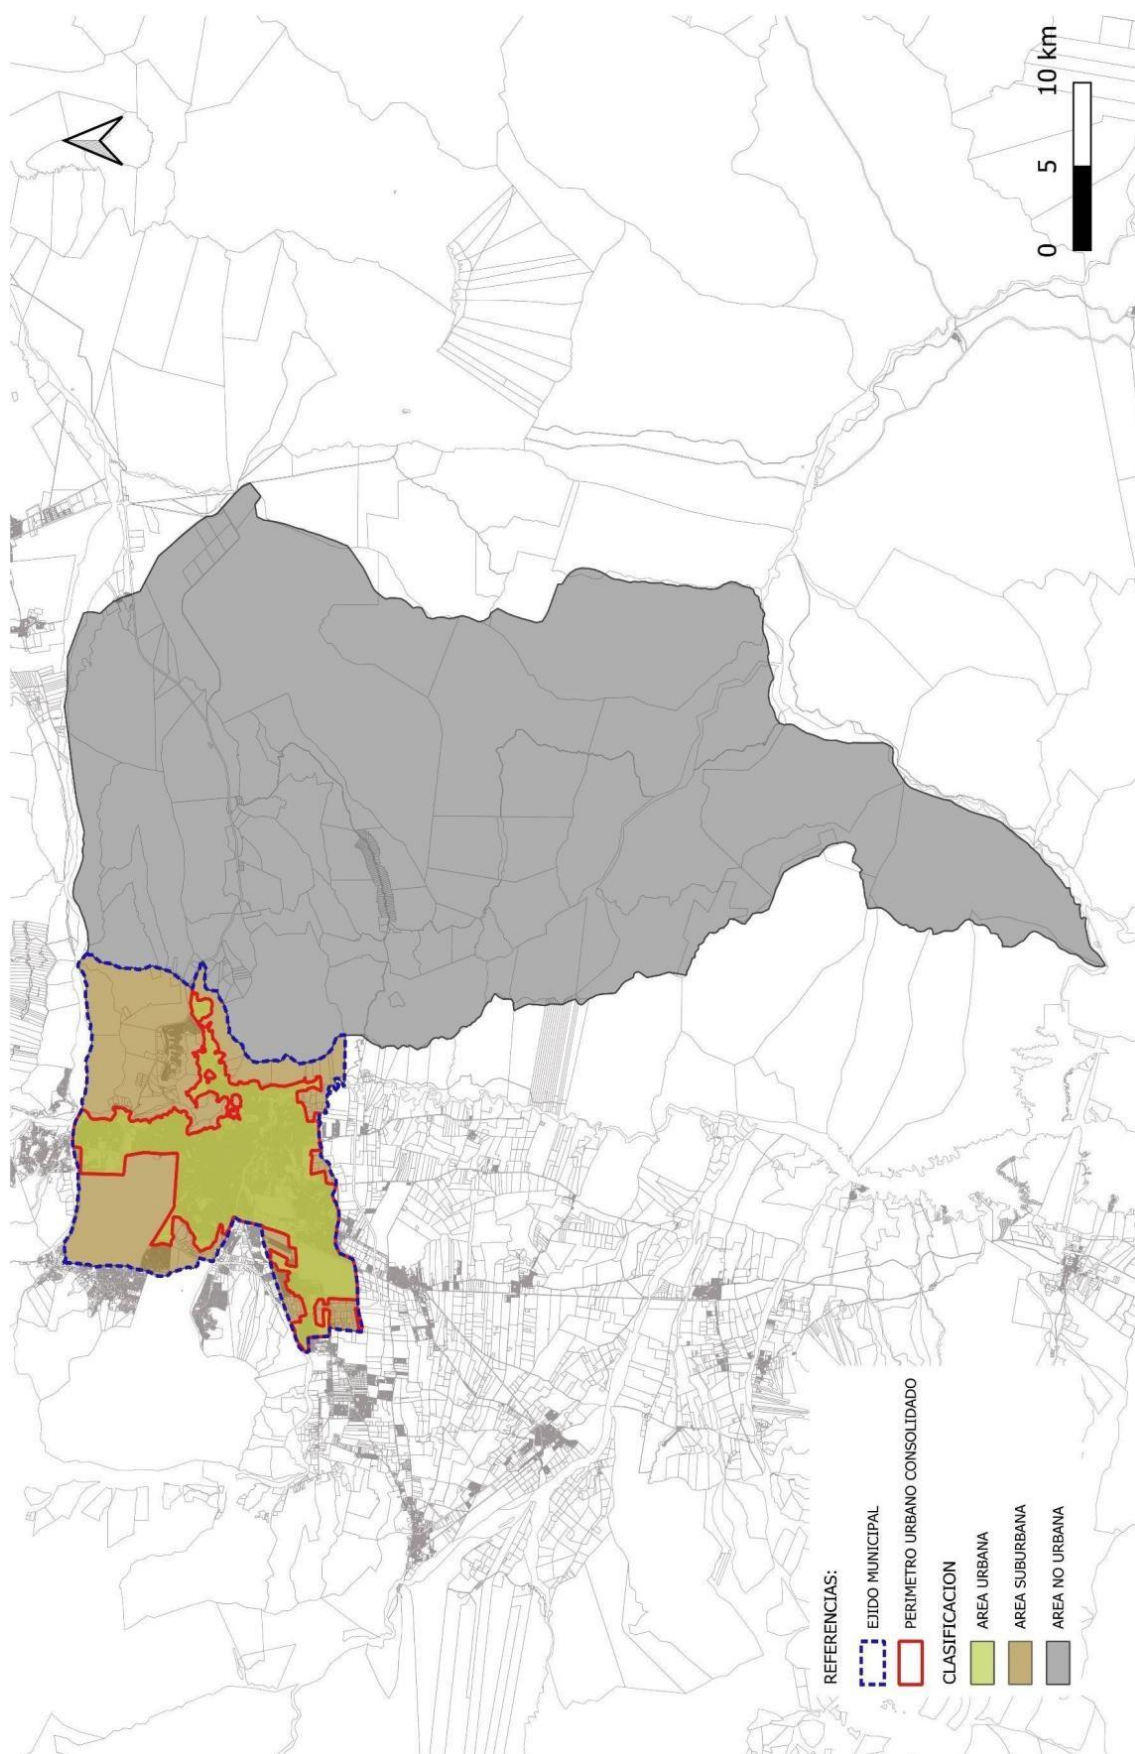 REFERENCIAS:
EJIDO MUNICIPAL
PERIMETRO URBANO CONSOLIDADO
CLASIFICACION
AREA URBANA
AREA SUBURBANA
AREA NO URBANA
0 5 10 km